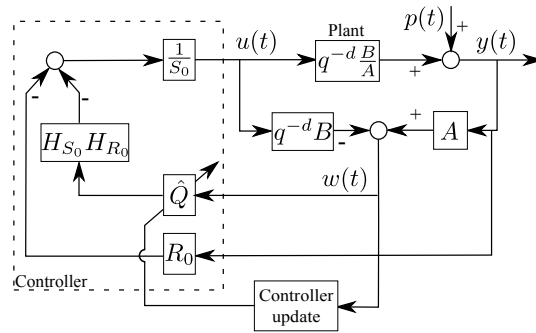 Plant
p(t)
+
1/S₀
u(t)
q^{-d} B/A
+
y(t)
-
-
H_{S₀} H_{R₀}
q^{-d}B
-
+
A
w(t)
Q̂
R₀
Controller
Controller
update